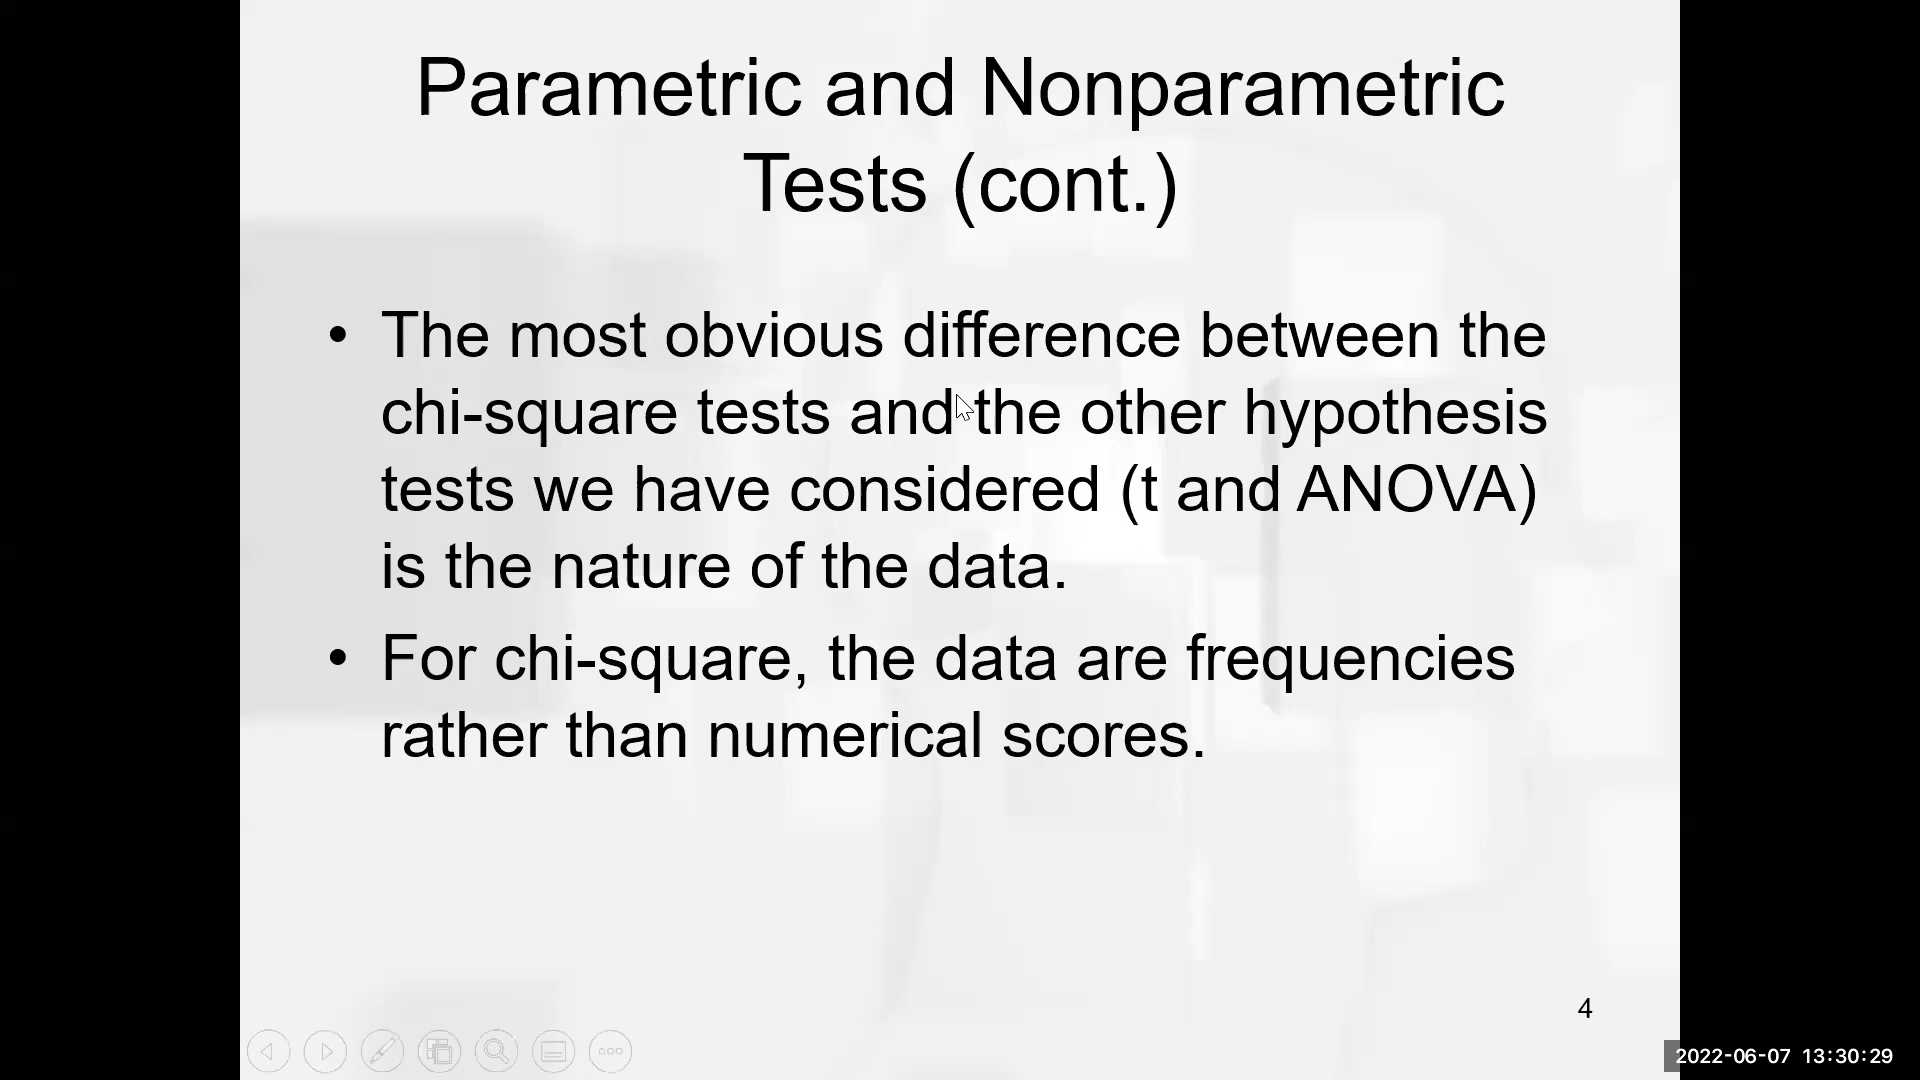 Parametric and Nonparametric
Tests (cont.)
• The most obvious difference between the
chi-square tests and the other hypothesis
tests we have considered (t and ANOVA)
is the nature of the data.
• For chi-square, the data are frequencies
rather than numerical scores.
4
2022-06-07 13:30:29